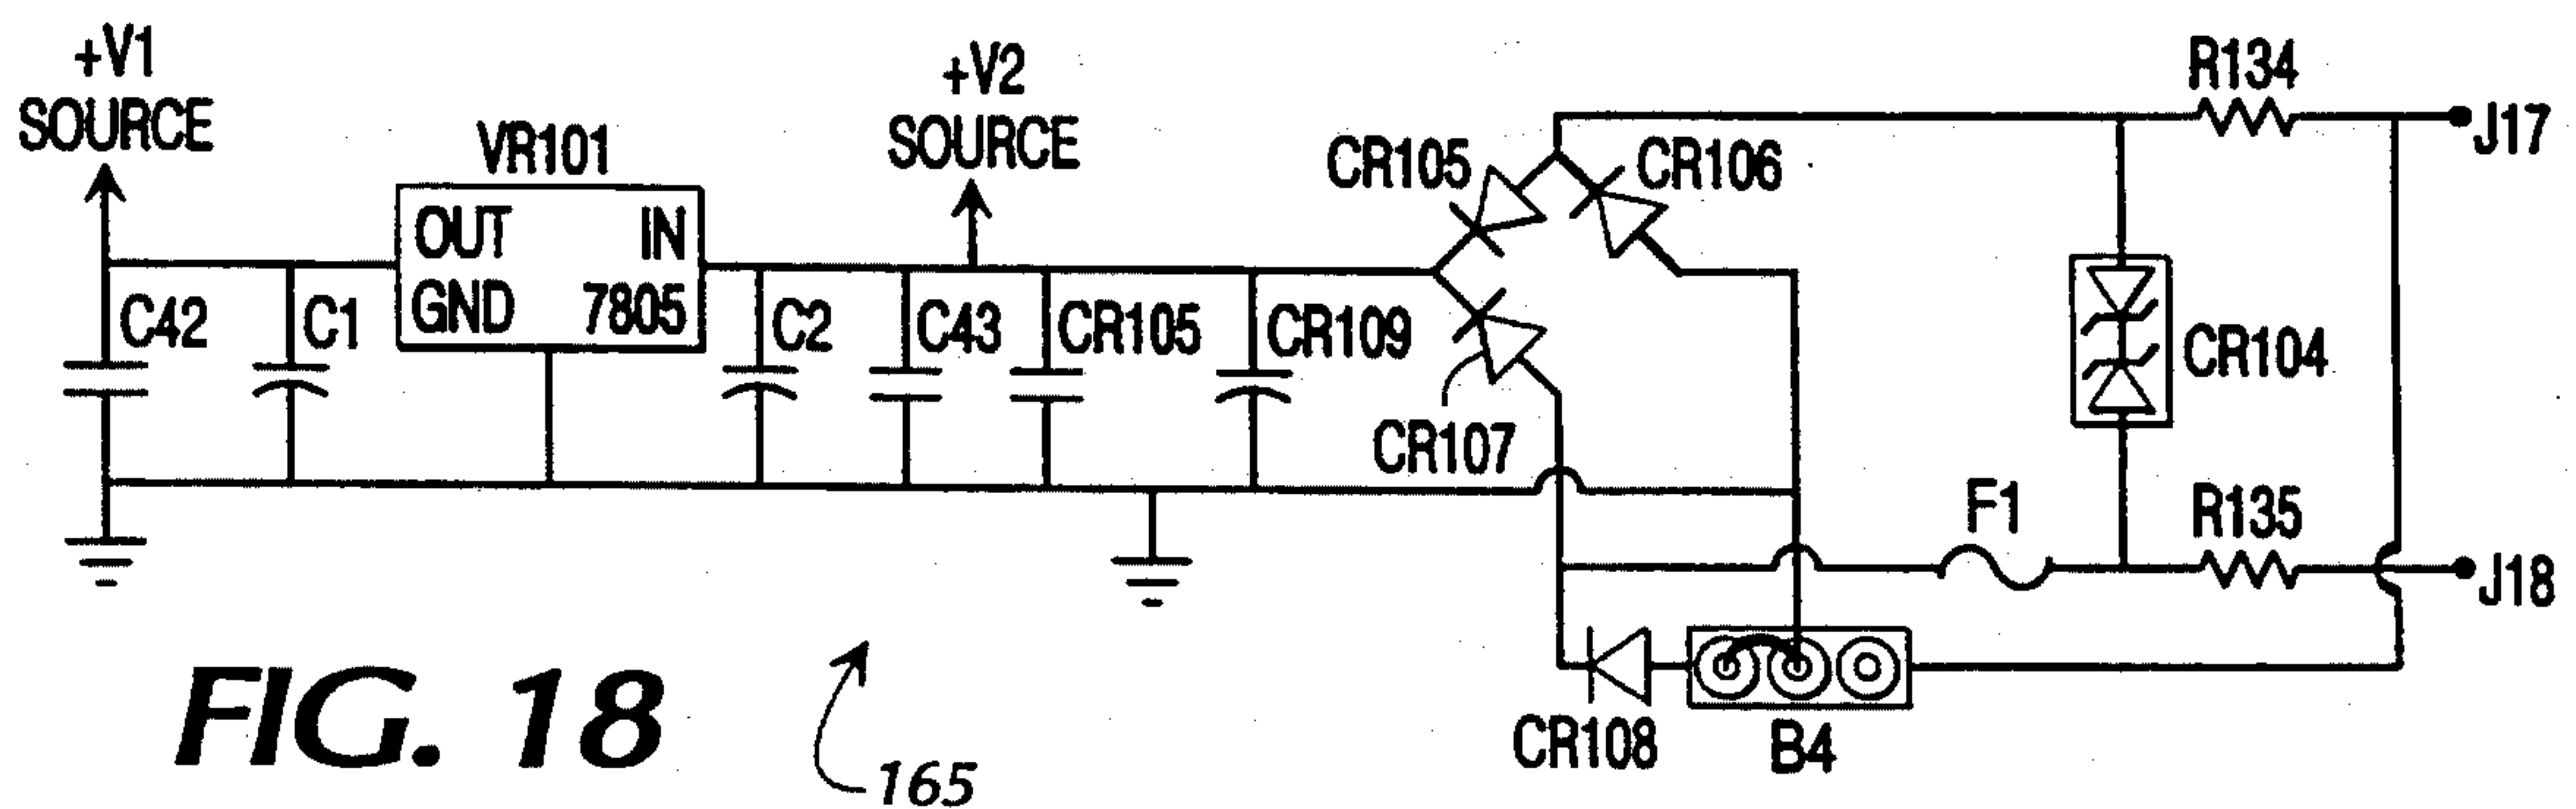 +V1
SOURCE
VR101
OUT IN
GND 7805
+V2
SOURCE
R134
J17
CR105
CR106
C42
C1
C2
C43
CR105
CR109
CR107
CR104
F1
R135
J18
CR108
B4
FIG. 18
165